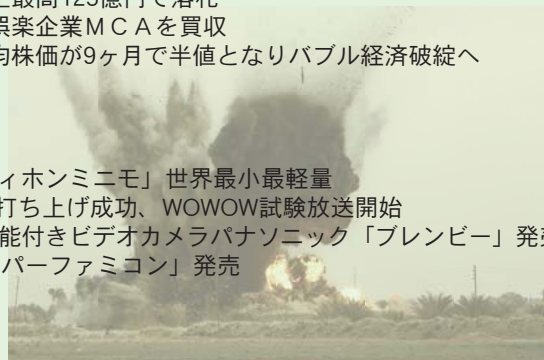 最高125億円で落札
娯楽企業ＭＣＡを買収
均株価が9ヶ月で半値となりバブル経済破綻へ
ィホンミニモ」世界最小最軽量
打ち上げ成功、WOWOW試験放送開始
能付きビデオカメラパナソニック「ブレンビー」発売
パーファミコン」発売